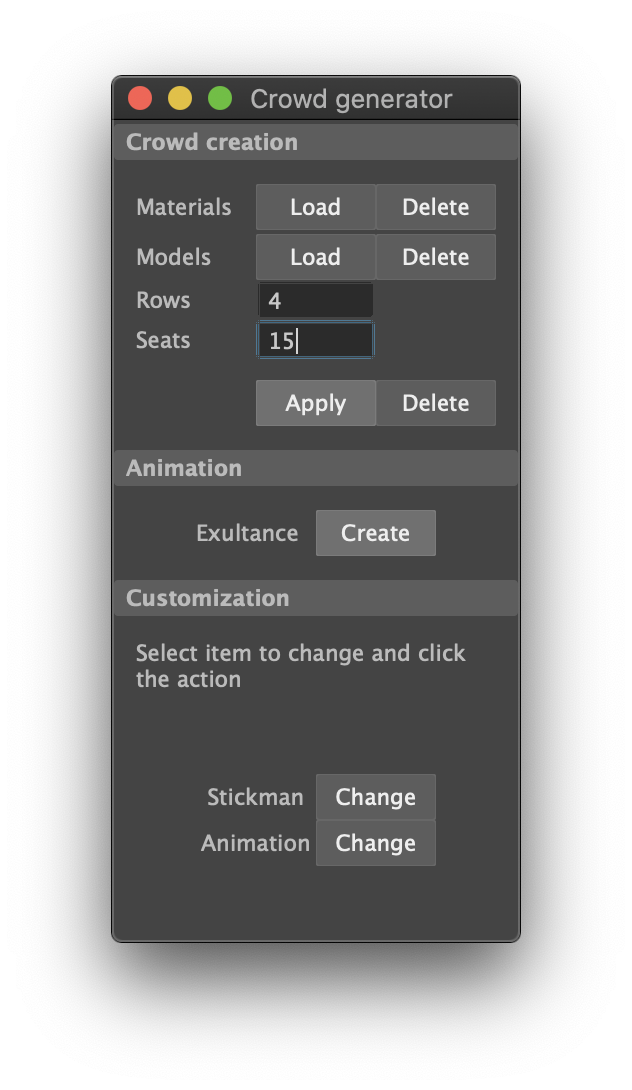 Crowd generator
Crowd creation
Materials Load Delete
Models Load Delete
Rows 4
Seats 15
Apply Delete
Animation
Exultance Create
Customization
Select item to change and click
the action
Stickman Change
Animation Change